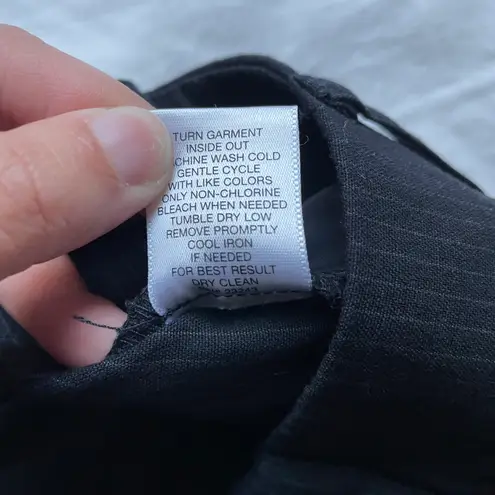 TURN GARMENT
INSIDE OUT
CHINE WASH COLD
GENTLE CYCLE
WITH LIKE COLORS
ONLY NON-CHLORINE
BLEACH WHEN NEEDED
TUMBLE DRY LOW
REMOVE PROMPTLY
COOL IRON
IF NEEDED
FOR BEST RESULT
DRY CLEAN